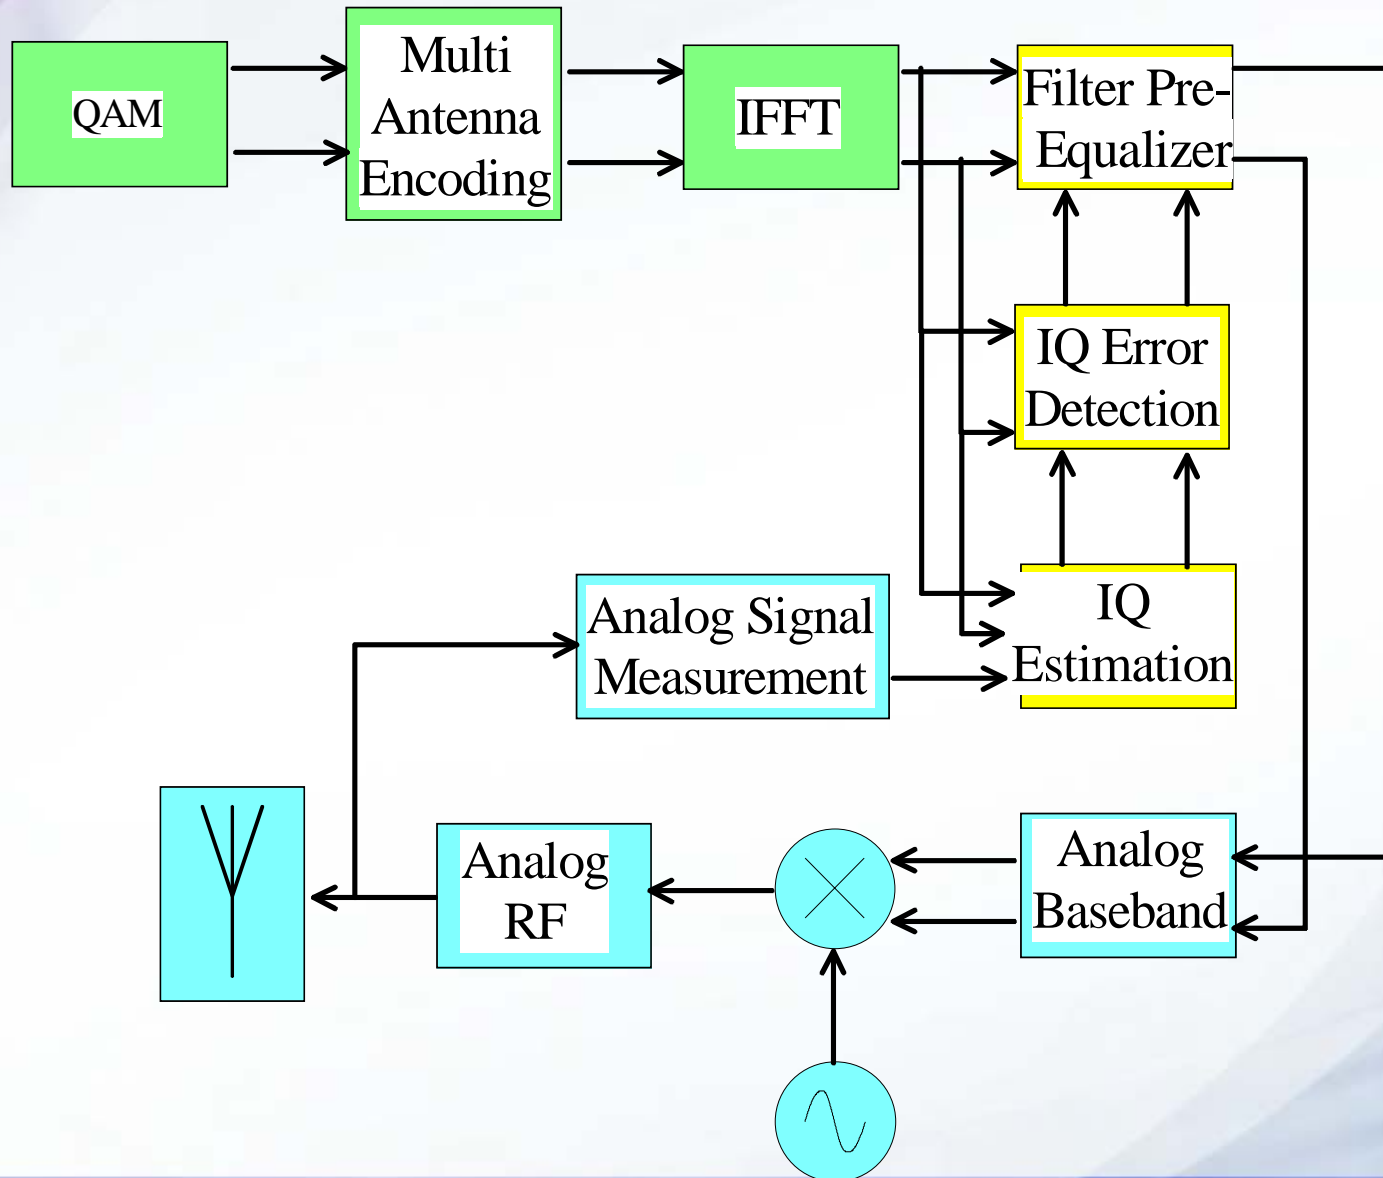 QAM
Multi
Antenna
Encoding
IFFT
Filter Pre-
Equalizer
IQ Error
Detection
IQ
Estimation
Analog Signal
Measurement
Analog
RF
Analog
Baseband